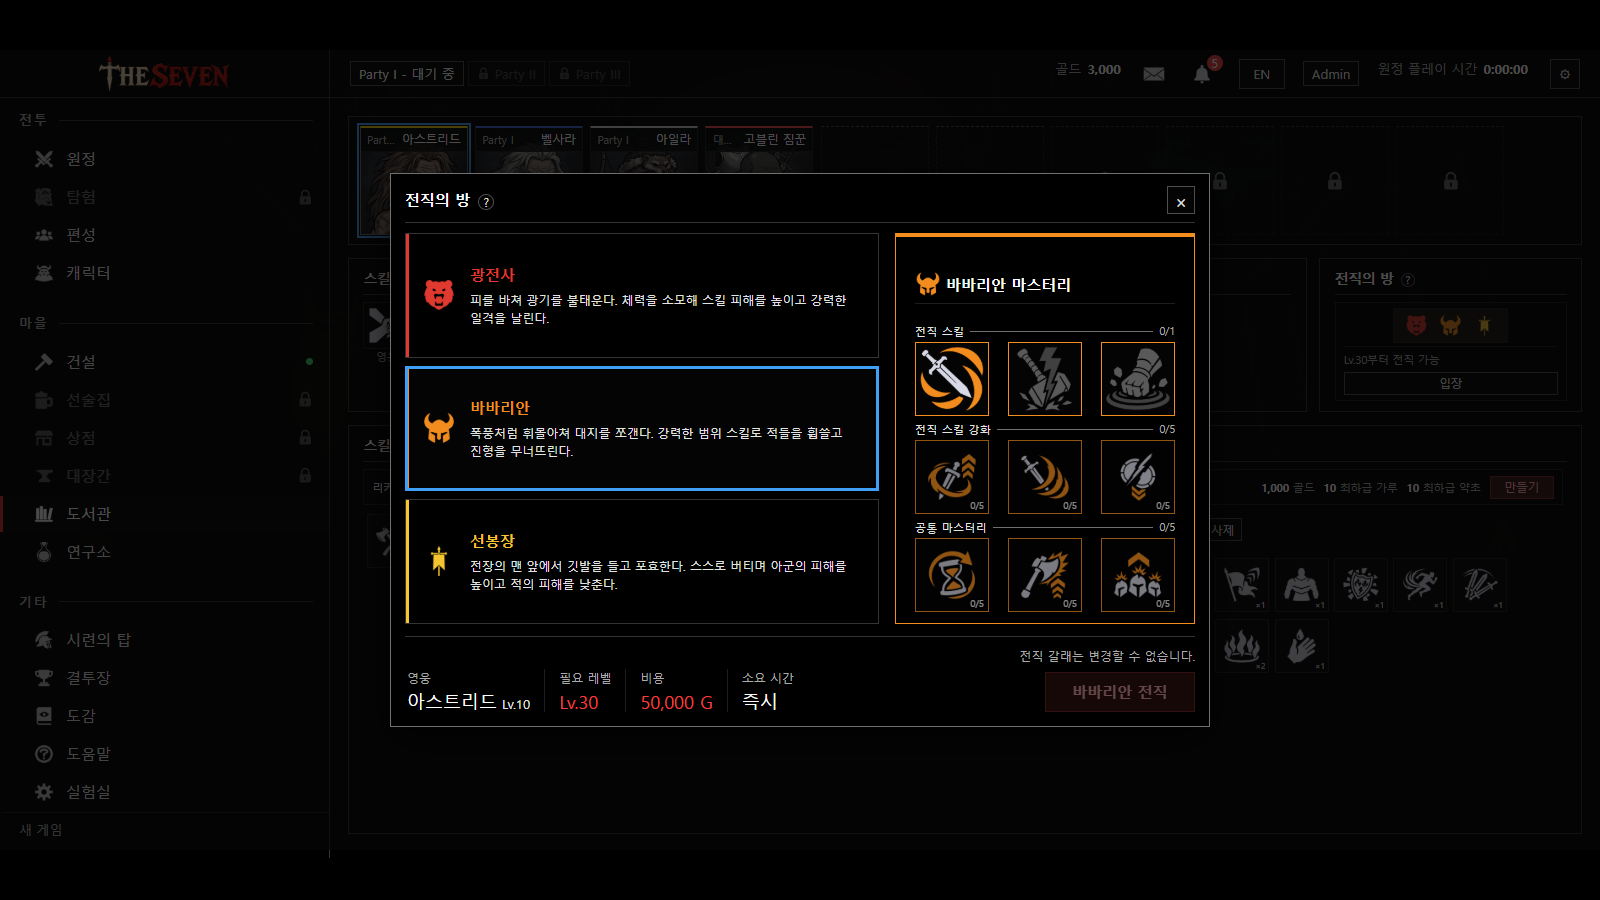 THE SEVEN
Party I - 대기 중
Party II
Party III
골드 3,000
5
EN
Admin
원정 플레이 시간 0:00:00
전투
원정
탐험
편성
캐릭터
마을
건설
선술집
상점
대장간
도서관
연구소
기타
시련의 탑
결투장
도감
도움말
실험실
새 게임
Part... 아스트리드
Party I 벨사라
Party I 아일라
대... 고블린 짐꾼
전직의 방 ?
Lv.30부터 전직 가능
입장
1,000 골드 10 최하급 가루 10 최하급 약초 만들기
사제
×1
×1
×1
×1
×1
×2
×1
전직의 방 ?
×
광전사
피를 바쳐 광기를 불태운다. 체력을 소모해 스킬 피해를 높이고 강력한
일격을 날린다.
바바리안
폭풍처럼 휘몰아쳐 대지를 쪼갠다. 강력한 범위 스킬로 적들을 휩쓸고
진형을 무너뜨린다.
선봉장
전장의 맨 앞에서 깃발을 들고 포효한다. 스스로 버티며 아군의 피해를
높이고 적의 피해를 낮춘다.
바바리안 마스터리
전직 스킬 0/1
전직 스킬 강화 0/5
0/5
0/5
0/5
공통 마스터리 0/5
0/5
0/5
0/5
전직 갈래는 변경할 수 없습니다.
영웅
아스트리드 Lv.10
필요 레벨
Lv.30
비용
50,000 G
소요 시간
즉시
바바리안 전직